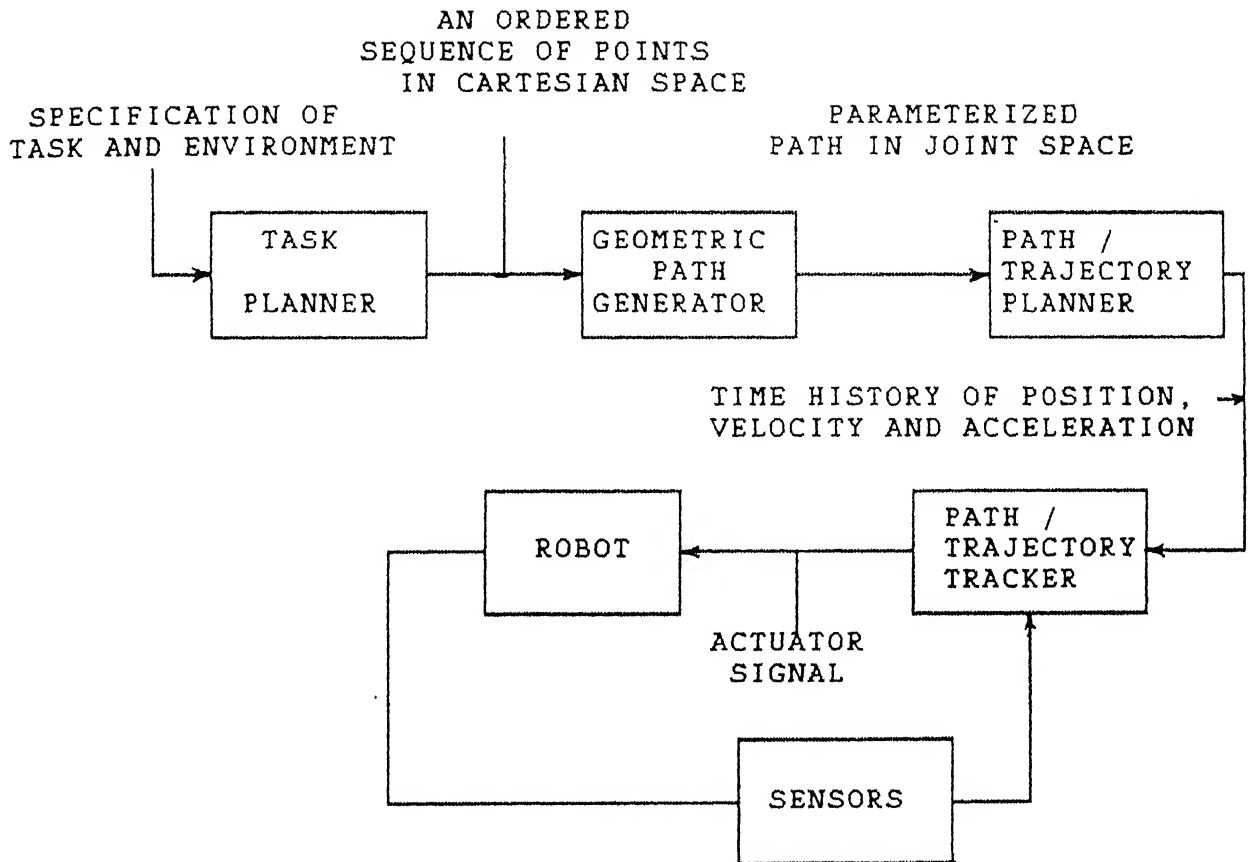 AN ORDERED
SEQUENCE OF POINTS
IN CARTESIAN SPACE
SPECIFICATION OF
TASK AND ENVIRONMENT
PARAMETERIZED
PATH IN JOINT SPACE
TASK
PLANNER
GEOMETRIC
PATH
GENERATOR
PATH /
TRAJECTORY
PLANNER
TIME HISTORY OF POSITION,
VELOCITY AND ACCELERATION
ROBOT
PATH /
TRAJECTORY
TRACKER
ACTUATOR
SIGNAL
SENSORS